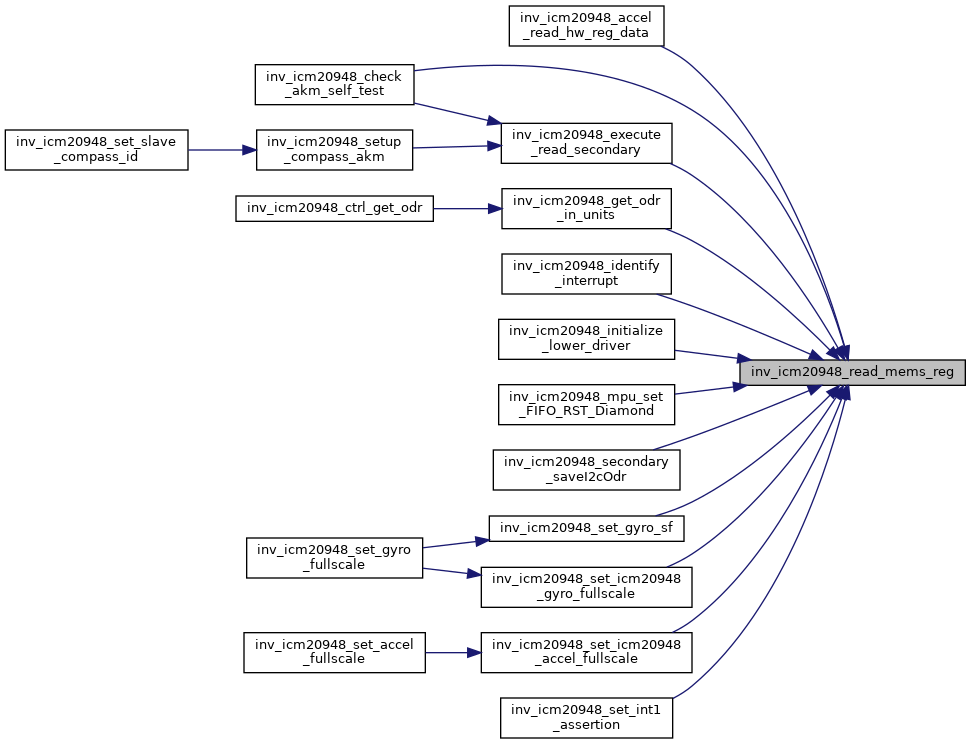 inv_icm20948_accel
_read_hw_reg_data
inv_icm20948_check
_akm_self_test
inv_icm20948_execute
_read_secondary
inv_icm20948_set_slave
_compass_id
inv_icm20948_setup
_compass_akm
inv_icm20948_ctrl_get_odr
inv_icm20948_get_odr
_in_units
inv_icm20948_identify
_interrupt
inv_icm20948_initialize
_lower_driver
inv_icm20948_read_mems_reg
inv_icm20948_mpu_set
_FIFO_RST_Diamond
inv_icm20948_secondary
_saveI2cOdr
inv_icm20948_set_gyro_sf
inv_icm20948_set_gyro
_fullscale
inv_icm20948_set_icm20948
_gyro_fullscale
inv_icm20948_set_accel
_fullscale
inv_icm20948_set_icm20948
_accel_fullscale
inv_icm20948_set_int1
_assertion